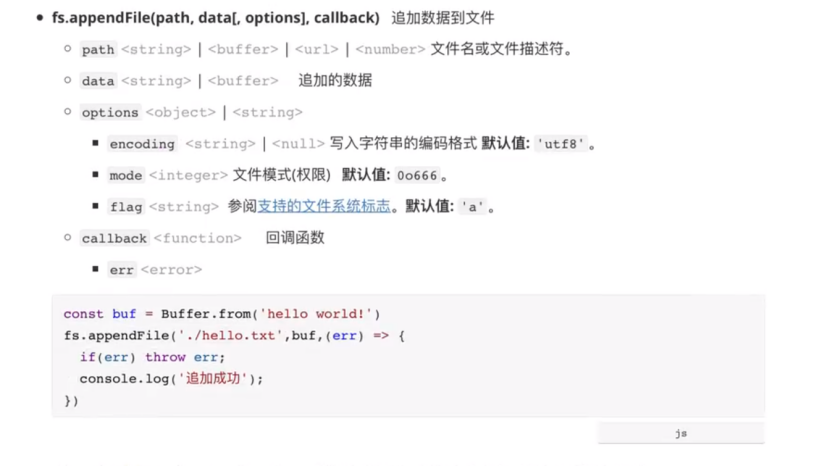 fs.appendFile(path, data[, options], callback) 追加数据到文件
path <string> | <buffer> | <url> | <number> 文件名或文件描述符。
data <string> | <buffer> 追加的数据
options <object> | <string>
encoding <string> | <null> 写入字符串的编码格式 默认值: 'utf8' 。
mode <integer> 文件模式(权限) 默认值: 0o666 。
flag <string> 参阅支持的文件系统标志。默认值: 'a' 。
callback <function> 回调函数
err <error>
const buf = Buffer.from('hello world!')
fs.appendFile('./hello.txt',buf,(err) => {
if(err) throw err;
console.log('追加成功');
})
js